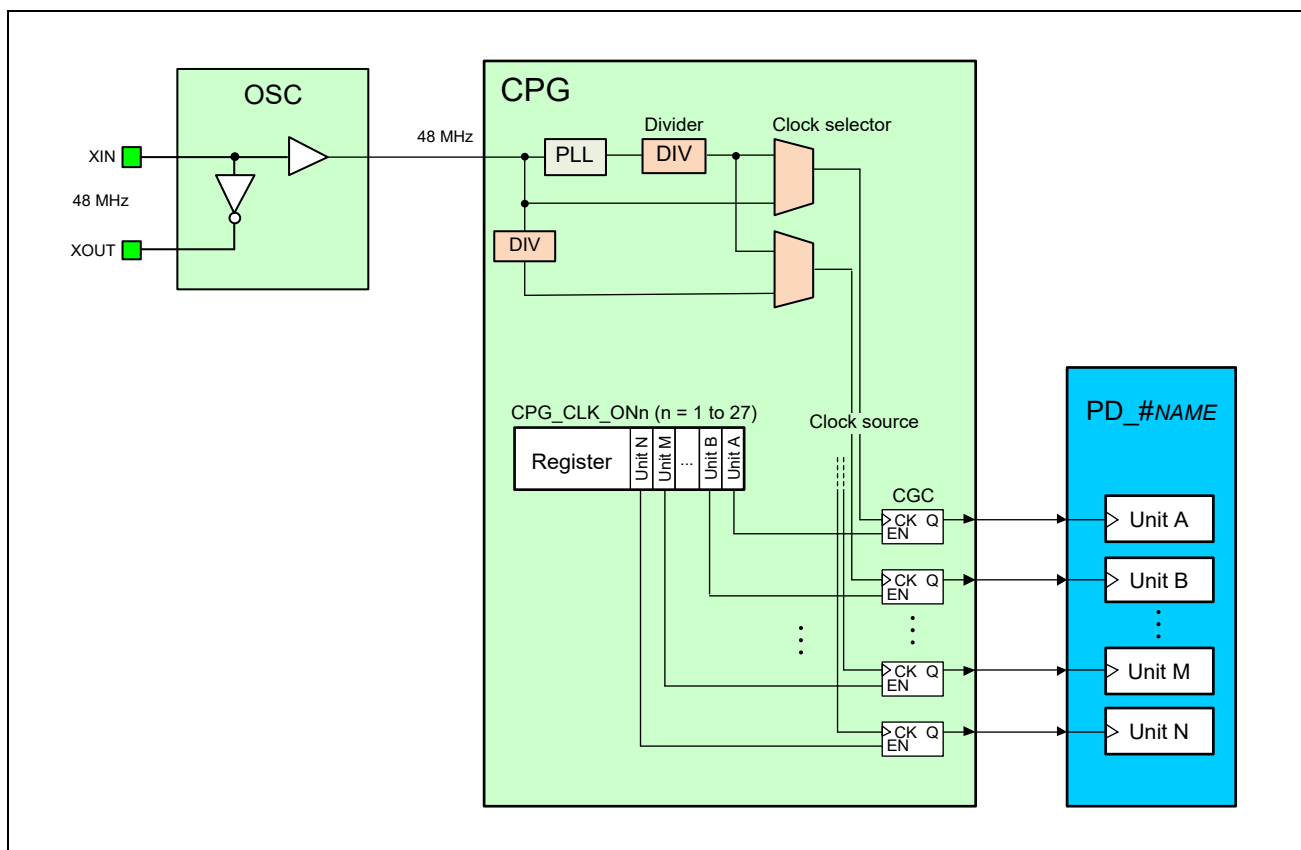 OSC
XIN
48 MHz
XOUT
48 MHz
CPG
Divider
Clock selector
PLL
DIV
DIV
CPG_CLK_ONn (n = 1 to 27)
Register
Unit N
Unit M
...
Unit B
Unit A
Clock source
CGC
CK Q
EN
CK Q
EN
CK Q
EN
CK Q
EN
PD_#NAME
Unit A
Unit B
Unit M
Unit N